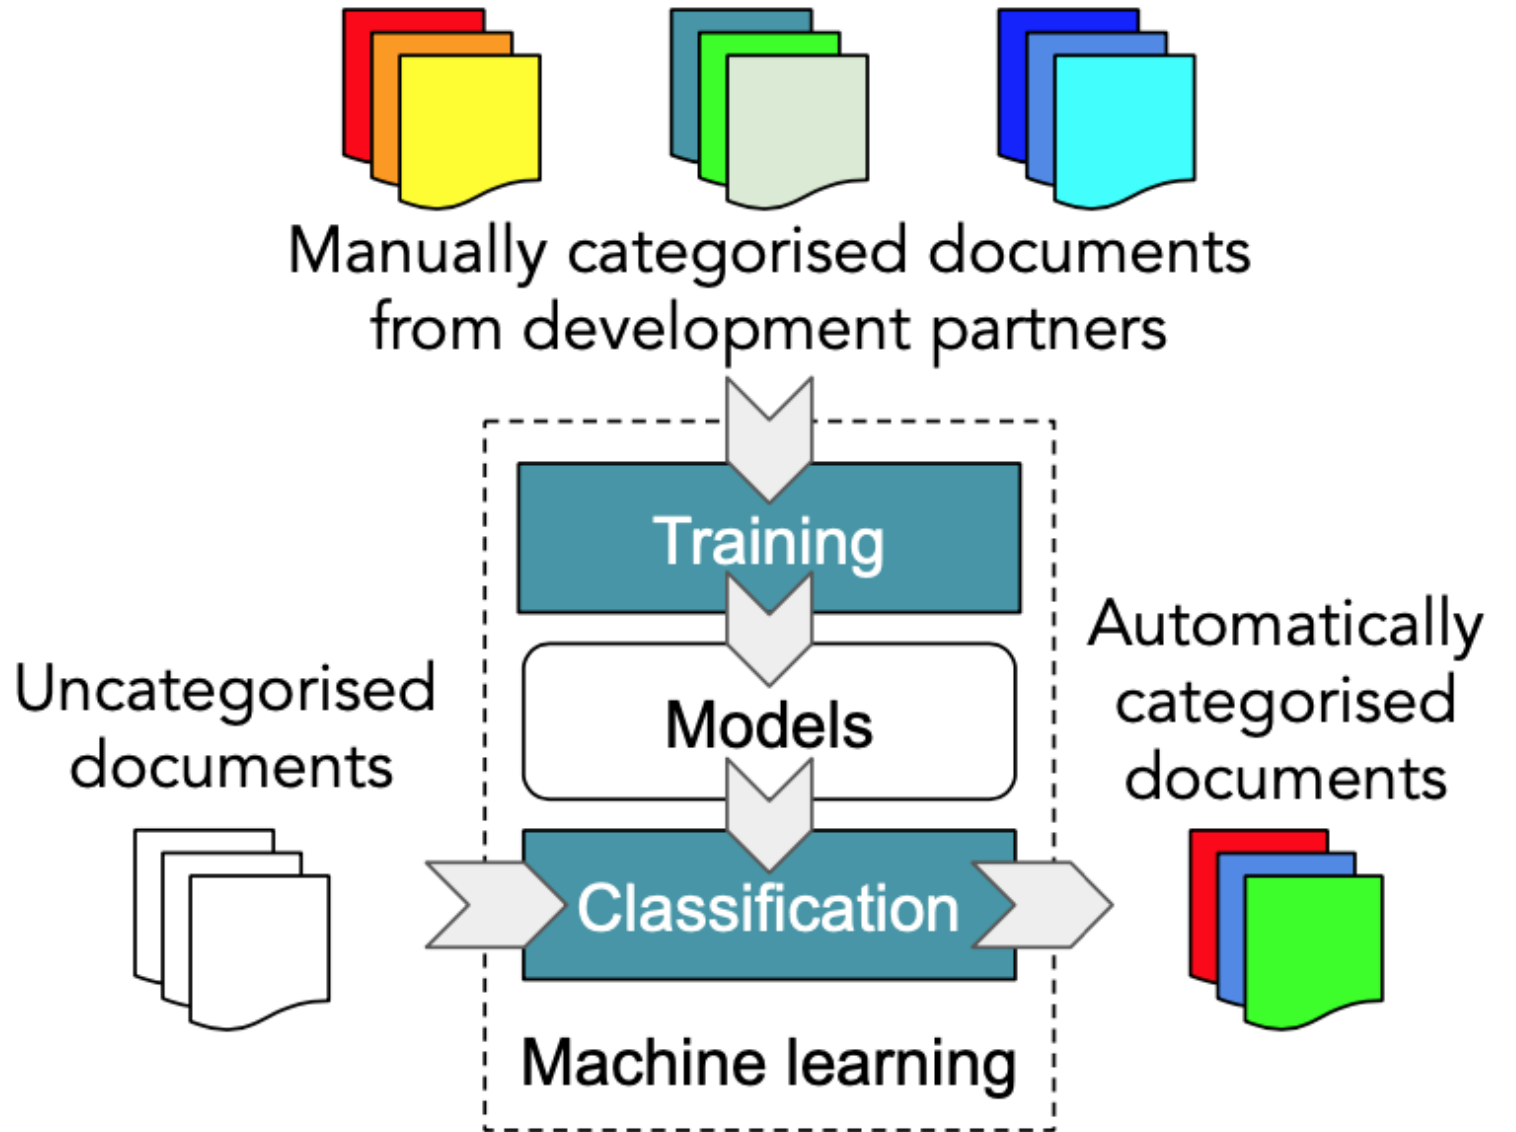 Manually categorised documents
from development partners
Training
Models
Uncategorised
documents
Classification
Automatically
categorised
documents
Machine learning